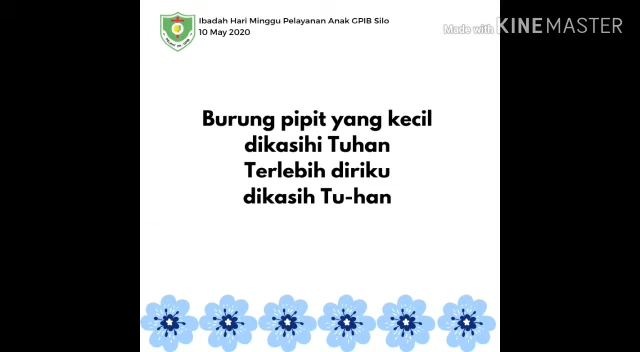 Ibadah Hari Minggu Pelayanan Anak GPIB Silo
10 May 2020
Made with KINEMASTER
Burung pipit yang kecil
dikasihi Tuhan
Terlebih diriku
dikasih Tu-han